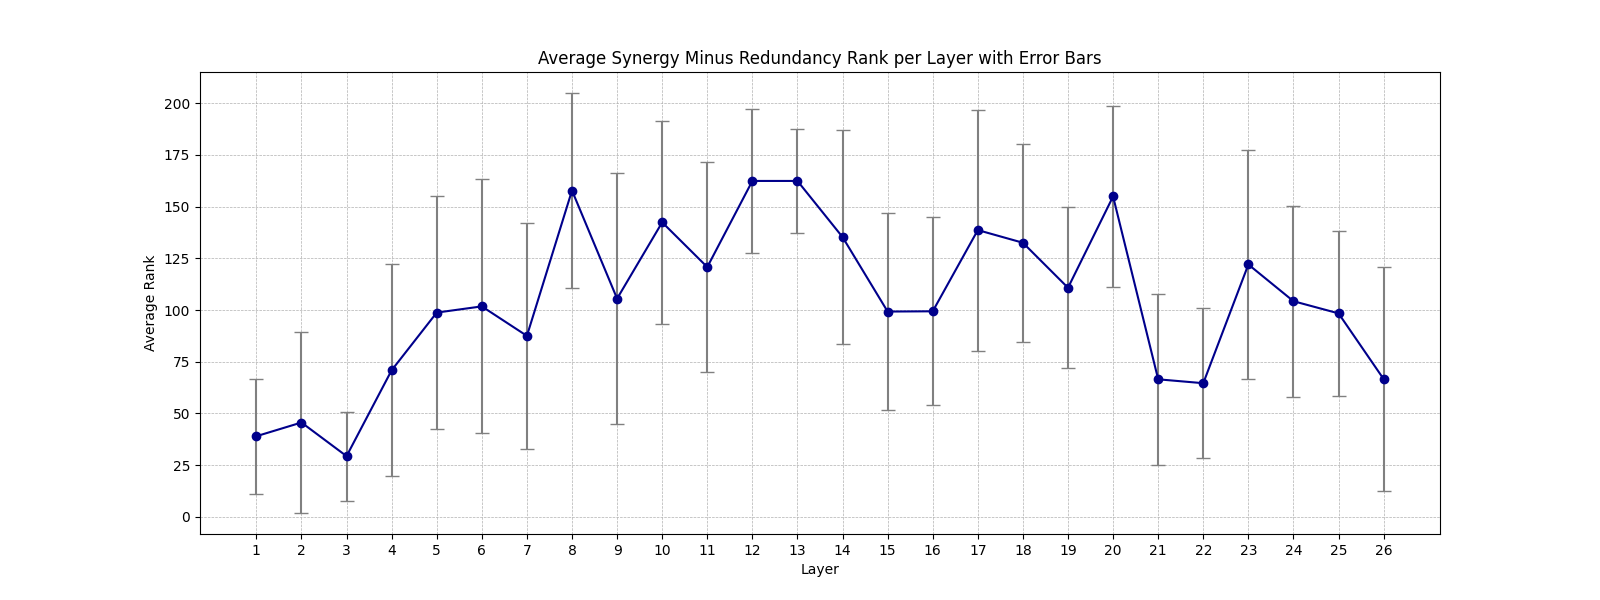 Average Synergy Minus Redundancy Rank per Layer with Error Bars
200
175
150
125
100
75
50
25
0
Average Rank
1 2 3 4 5 6 7 8 9 10 11 12 13 14 15 16 17 18 19 20 21 22 23 24 25 26
Layer